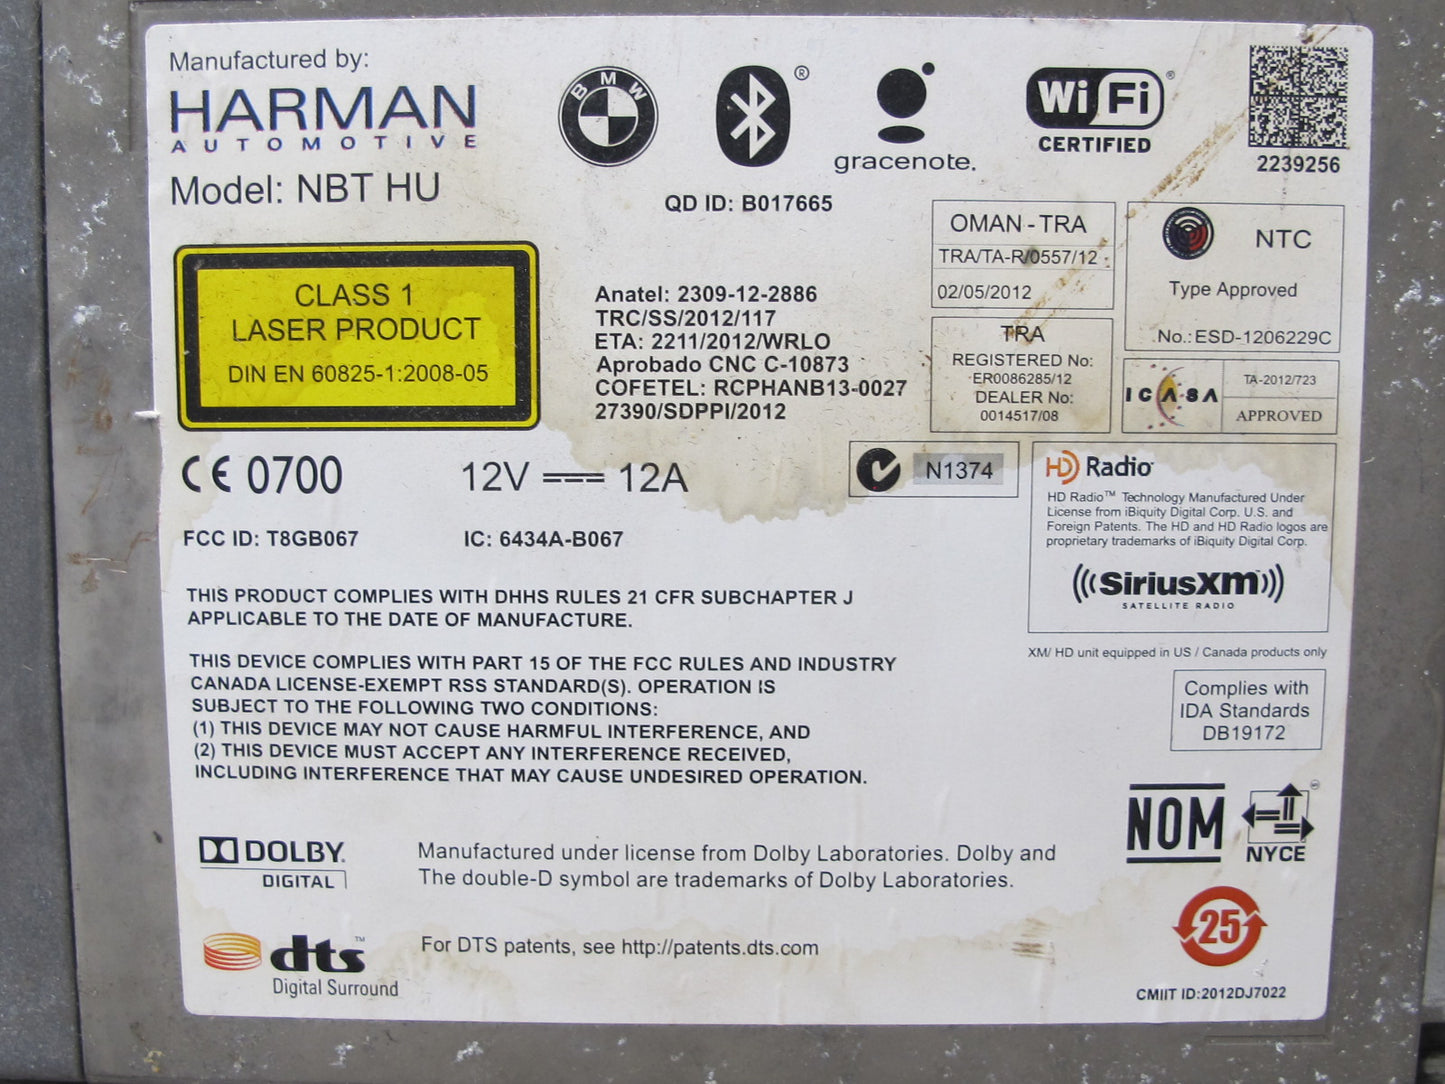 Manufactured by:
HARMAN
AUTOMOTIVE
Model: NBT HU
BMW
®
gracenote.
Wi Fi ®
CERTIFIED
2239256
QD ID: B017665
CLASS 1
LASER PRODUCT
DIN EN 60825-1:2008-05
Anatel: 2309-12-2886
TRC/SS/2012/117
ETA: 2211/2012/WRLO
Aprobado CNC C-10873
COFETEL: RCPHANB13-0027
27390/SDPPI/2012
OMAN - TRA
TRA/TA-R/0557/12
02/05/2012
TRA
REGISTERED No:
ER0086285/12
DEALER No:
0014517/08
NTC
Type Approved
No.: ESD-1206229C
ICASA
TA-2012/723
APPROVED
CE 0700
12V 12A
N1374
FCC ID: T8GB067
IC: 6434A-B067
HD Radio
HD Radio™ Technology Manufactured Under
License from iBiquity Digital Corp. U.S. and
Foreign Patents. The HD and HD Radio logos are
proprietary trademarks of iBiquity Digital Corp.
SiriusXM
SATELLITE RADIO
XM/ HD unit equipped in US / Canada products only
THIS PRODUCT COMPLIES WITH DHHS RULES 21 CFR SUBCHAPTER J
APPLICABLE TO THE DATE OF MANUFACTURE.
THIS DEVICE COMPLIES WITH PART 15 OF THE FCC RULES AND INDUSTRY
CANADA LICENSE-EXEMPT RSS STANDARD(S). OPERATION IS
SUBJECT TO THE FOLLOWING TWO CONDITIONS:
(1) THIS DEVICE MAY NOT CAUSE HARMFUL INTERFERENCE, AND
(2) THIS DEVICE MUST ACCEPT ANY INTERFERENCE RECEIVED,
INCLUDING INTERFERENCE THAT MAY CAUSE UNDESIRED OPERATION.
Complies with
IDA Standards
DB19172
NOM
NYCE
DOLBY
DIGITAL
Manufactured under license from Dolby Laboratories. Dolby and
The double-D symbol are trademarks of Dolby Laboratories.
25
dts™
Digital Surround
For DTS patents, see http://patents.dts.com
CMIIT ID:2012DJ7022